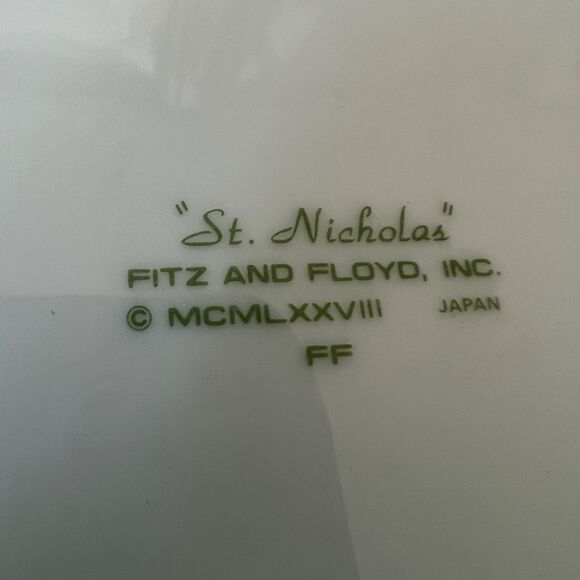 "St. Nicholas"
FITZ AND FLOYD, INC.
© MCMLXXVIII JAPAN
FF